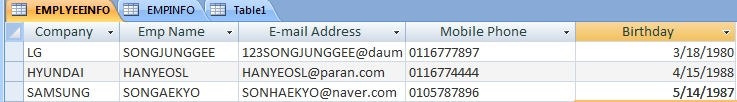 EMPLYEEINFO EMPINFO Table1
Company Emp Name E-mail Address Mobile Phone Birthday
LG SONGJUNGGEE 123SONGJUNGGEE@daum 0116777897 3/18/1980
HYUNDAI HANYEOSL HANYEOSL@paran.com 0116774444 4/15/1988
SAMSUNG SONGAEKYO SONHAEKYO@naver.com 0105787896 5/14/1987